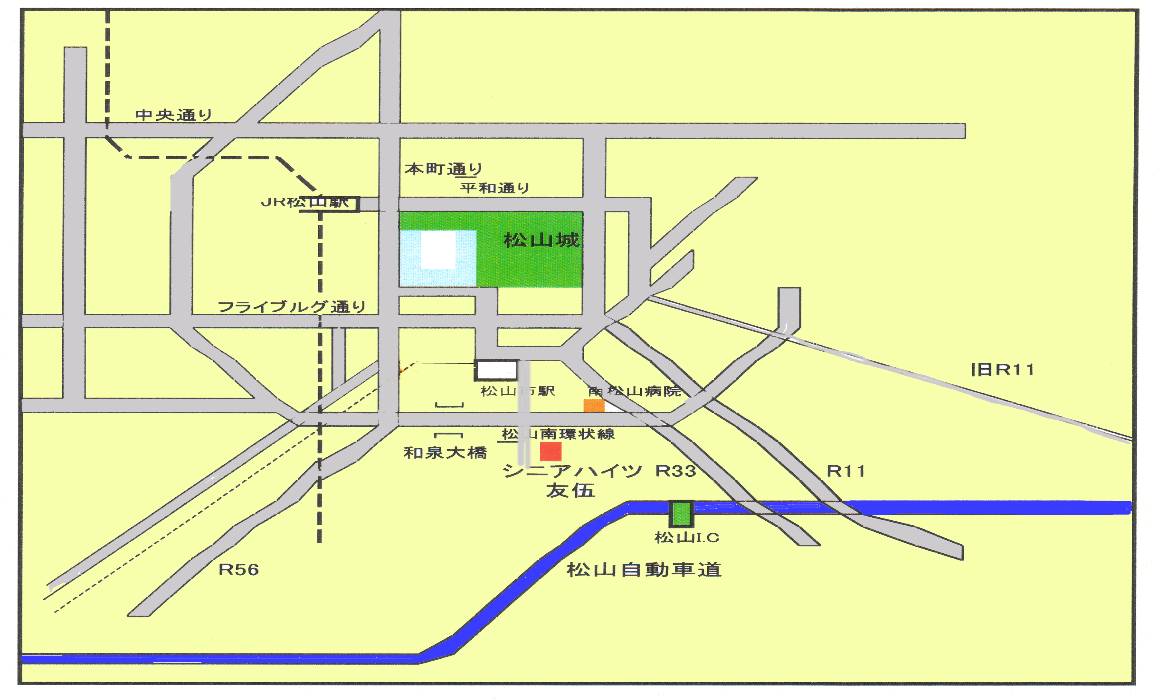 中央通り
本町通り
平和通り
JR松山駅
松山城
フライブルグ通り
旧R11
松山市駅
南松山病院
松山南環状線
和泉大橋
シニアハイツ
友伍
R33
R11
松山I.C
R56
松山自動車道